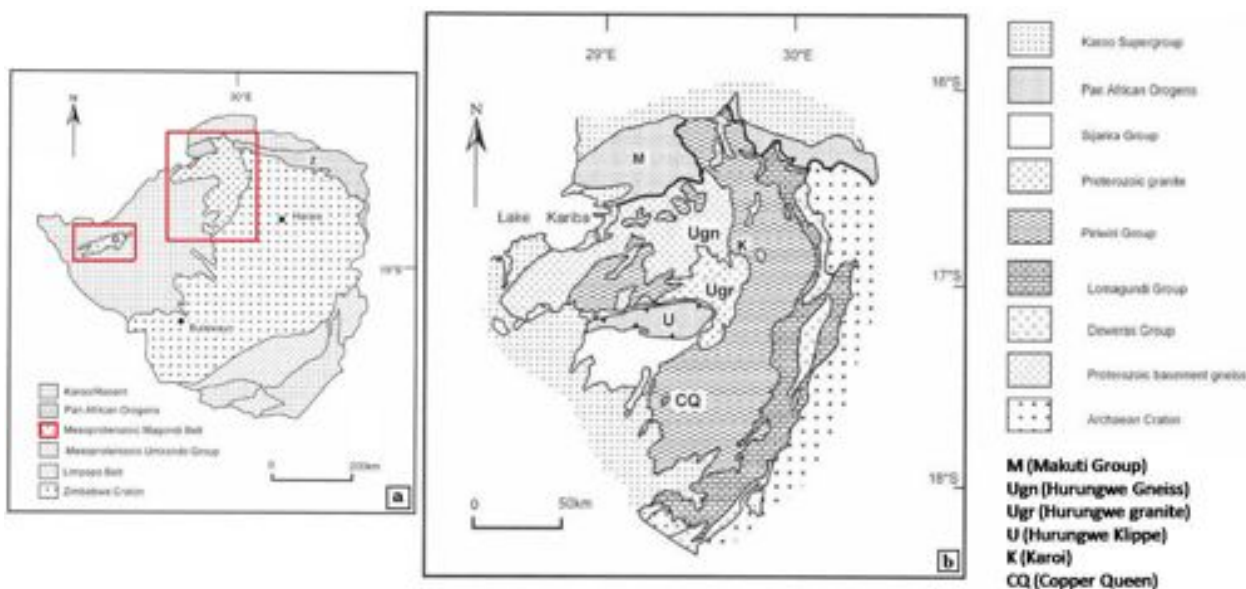 30°E
N
Z
Harare
19°S
Bulawayo
Karoo/Recent
Pan African Orogens
Mesoproterozoic Magondi Belt
Mesoproterozoic Umkondo Group
Limpopo Belt
Zimbabwe Craton
0 200km
a
29°E 30°E
16°S
N
M
Lake Kariba
Ugn
K
17°S
Ugr
U
CQ
18°S
0 50km
b
Karoo Supergroup
Pan African Orogens
Sijarira Group
Proterozoic granite
Piriwiri Group
Lomagundi Group
Deweras Group
Proterozoic basement gneiss
Archaean Craton
M (Makuti Group)
Ugn (Hurungwe Gneiss)
Ugr (Hurungwe granite)
U (Hurungwe Klippe)
K (Karoi)
CQ (Copper Queen)